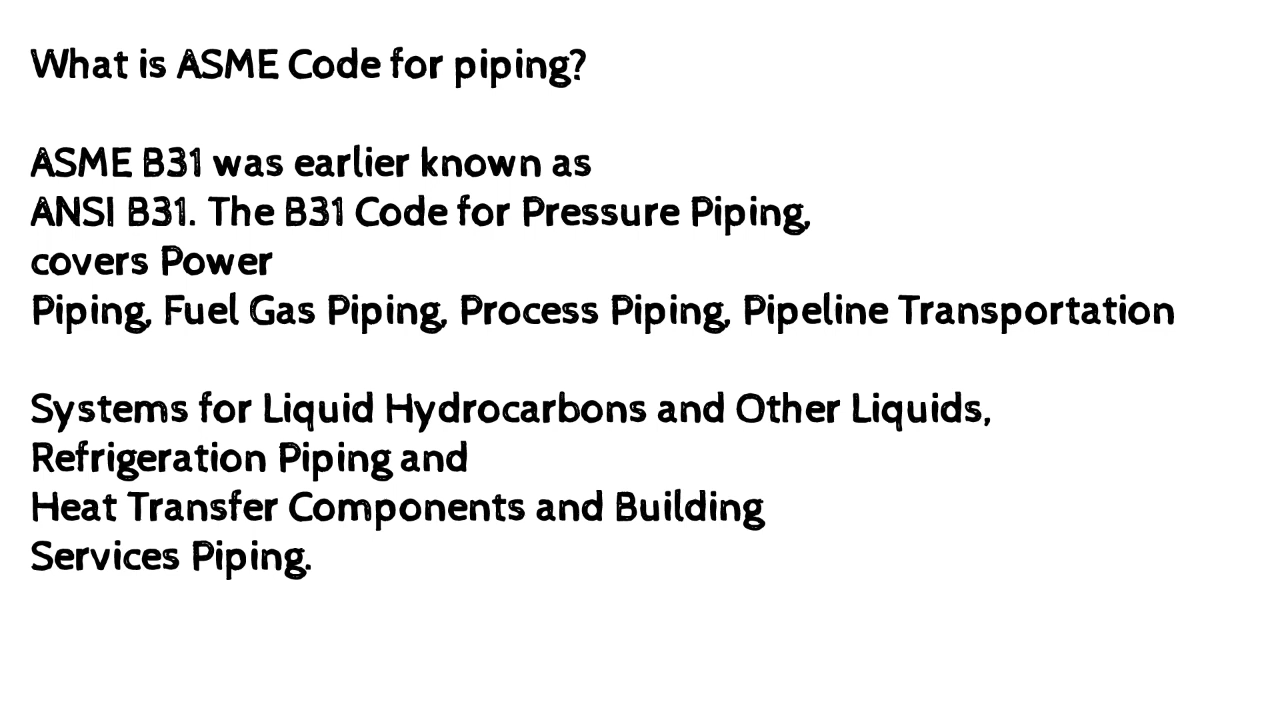 What is ASME Code for piping?
ASME B31 was earlier known as
ANSI B31. The B31 Code for Pressure Piping,
covers Power
Piping, Fuel Gas Piping, Process Piping, Pipeline Transportation
Systems for Liquid Hydrocarbons and Other Liquids,
Refrigeration Piping and
Heat Transfer Components and Building
Services Piping.